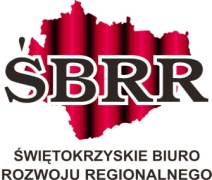 ŚBRR
ŚWIĘTOKRZYSKIE BIURO
ROZWOJU REGIONALNEGO